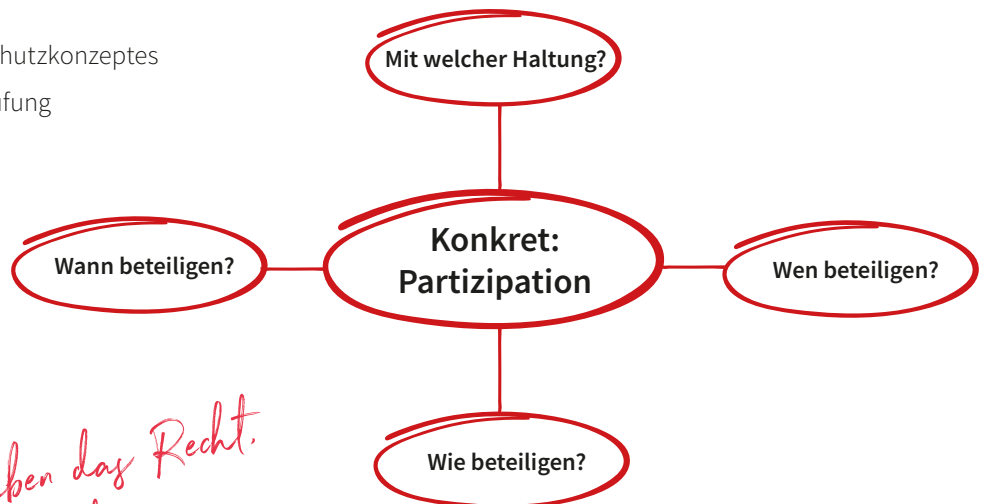 Mit welcher Haltung?
hutzkonzeptes
fung
Konkret:
Partizipation
Wann beteiligen?
Wen beteiligen?
ben das Recht,
Wie beteiligen?